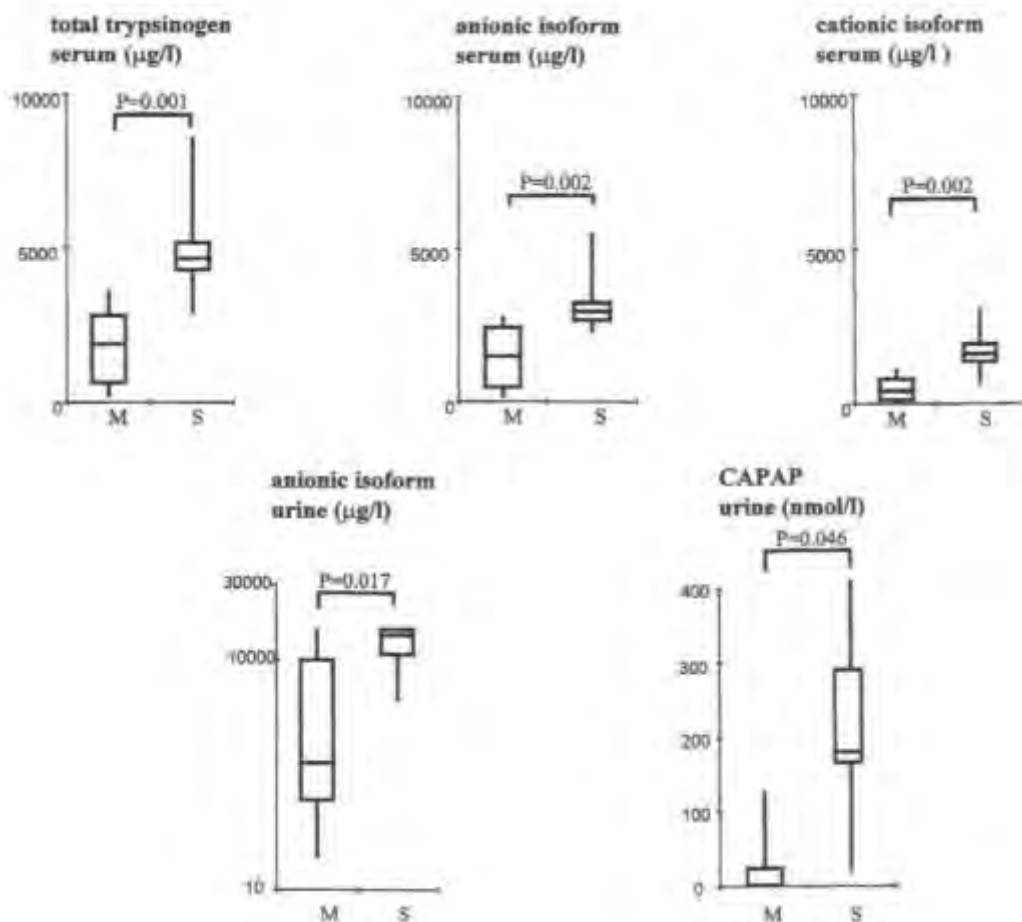 total trypsinogen
serum (µg/l)
10000
P=0.001
5000
0
M S
anionic isoform
serum (µg/l)
10000
P=0.002
5000
0
M S
cationic isoform
serum (µg/l )
10000
P=0.002
5000
0
M S
anionic isoform
urine (µg/l)
30000
P=0.017
10000
10
M S
CAPAP
urine (nmol/l)
P=0.046
400
300
200
100
0
M S